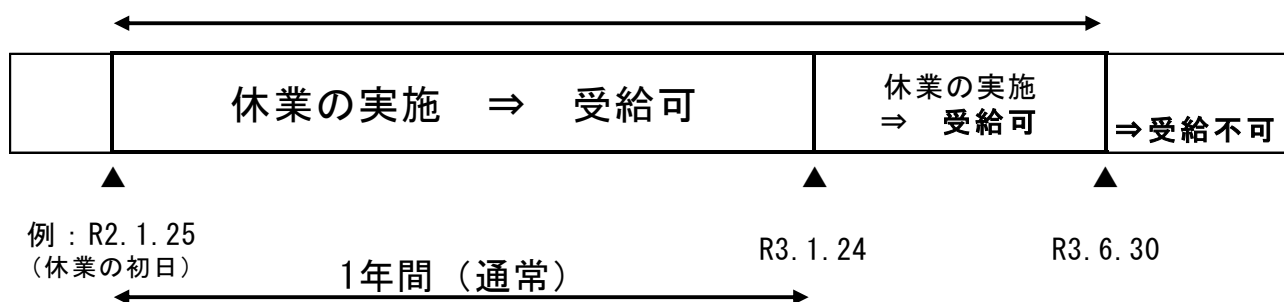 休業の実施　⇒　受給可
休業の実施
⇒　受給可
⇒受給不可
▲
▲
▲
例：R2.1.25
（休業の初日）
R3.1.24
R3.6.30
1年間（通常）